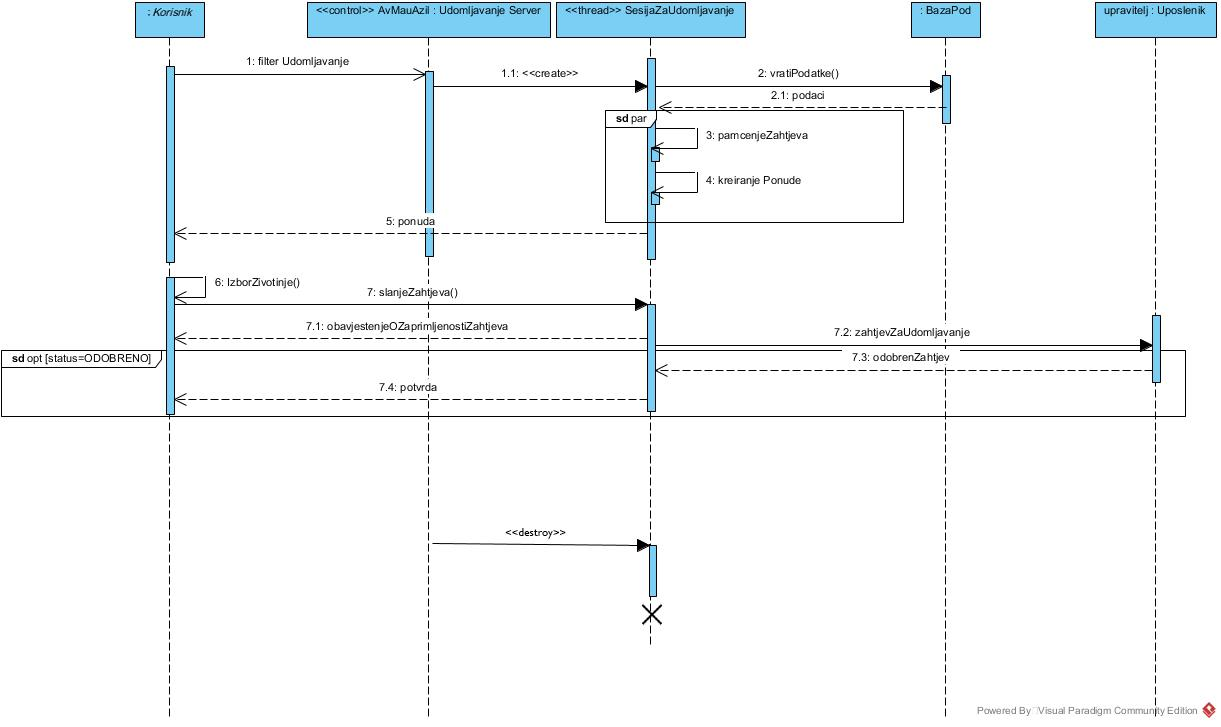 : Korisnik
<<control>> AvMauAzil : Udomljavanje Server
<<thread>> SesijaZaUdomljavanje
: BazaPod
upravitelj : Uposlenik
1: filter Udomljavanje
1.1: <<create>>
2: vratiPodatke()
2.1: podaci
sd par
3: pamcenjeZahtjeva
4: kreiranje Ponude
5: ponuda
6: IzborZivotinje()
7: slanjeZahtjeva()
7.1: obavjestenjeOZaprimljenostiZahtjeva
7.2: zahtjevZaUdomljavanje
sd opt [status=ODOBRENO]
7.3: odobrenZahtjev
7.4: potvrda
<<destroy>>
Powered By Visual Paradigm Community Edition